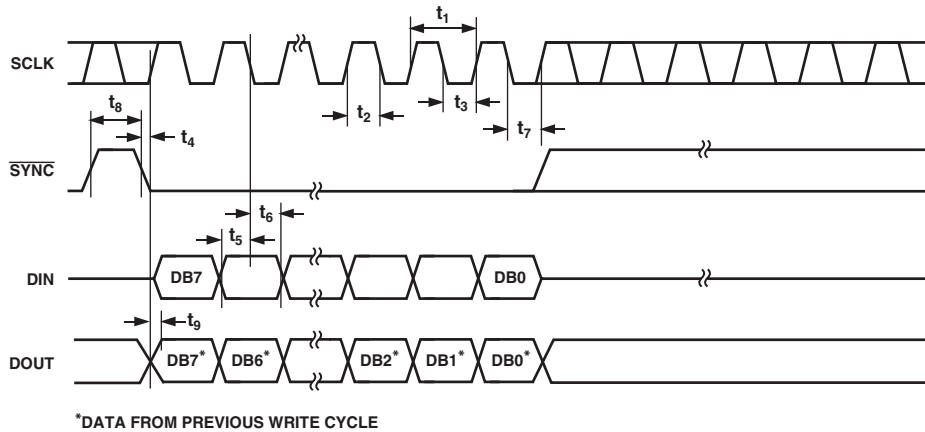 t1
SCLK
t8
t4
t2
t3
t7
SYNC
t6
t5
DIN
DB7
DB0
t9
DOUT
DB7*
DB6*
DB2*
DB1*
DB0*
*DATA FROM PREVIOUS WRITE CYCLE